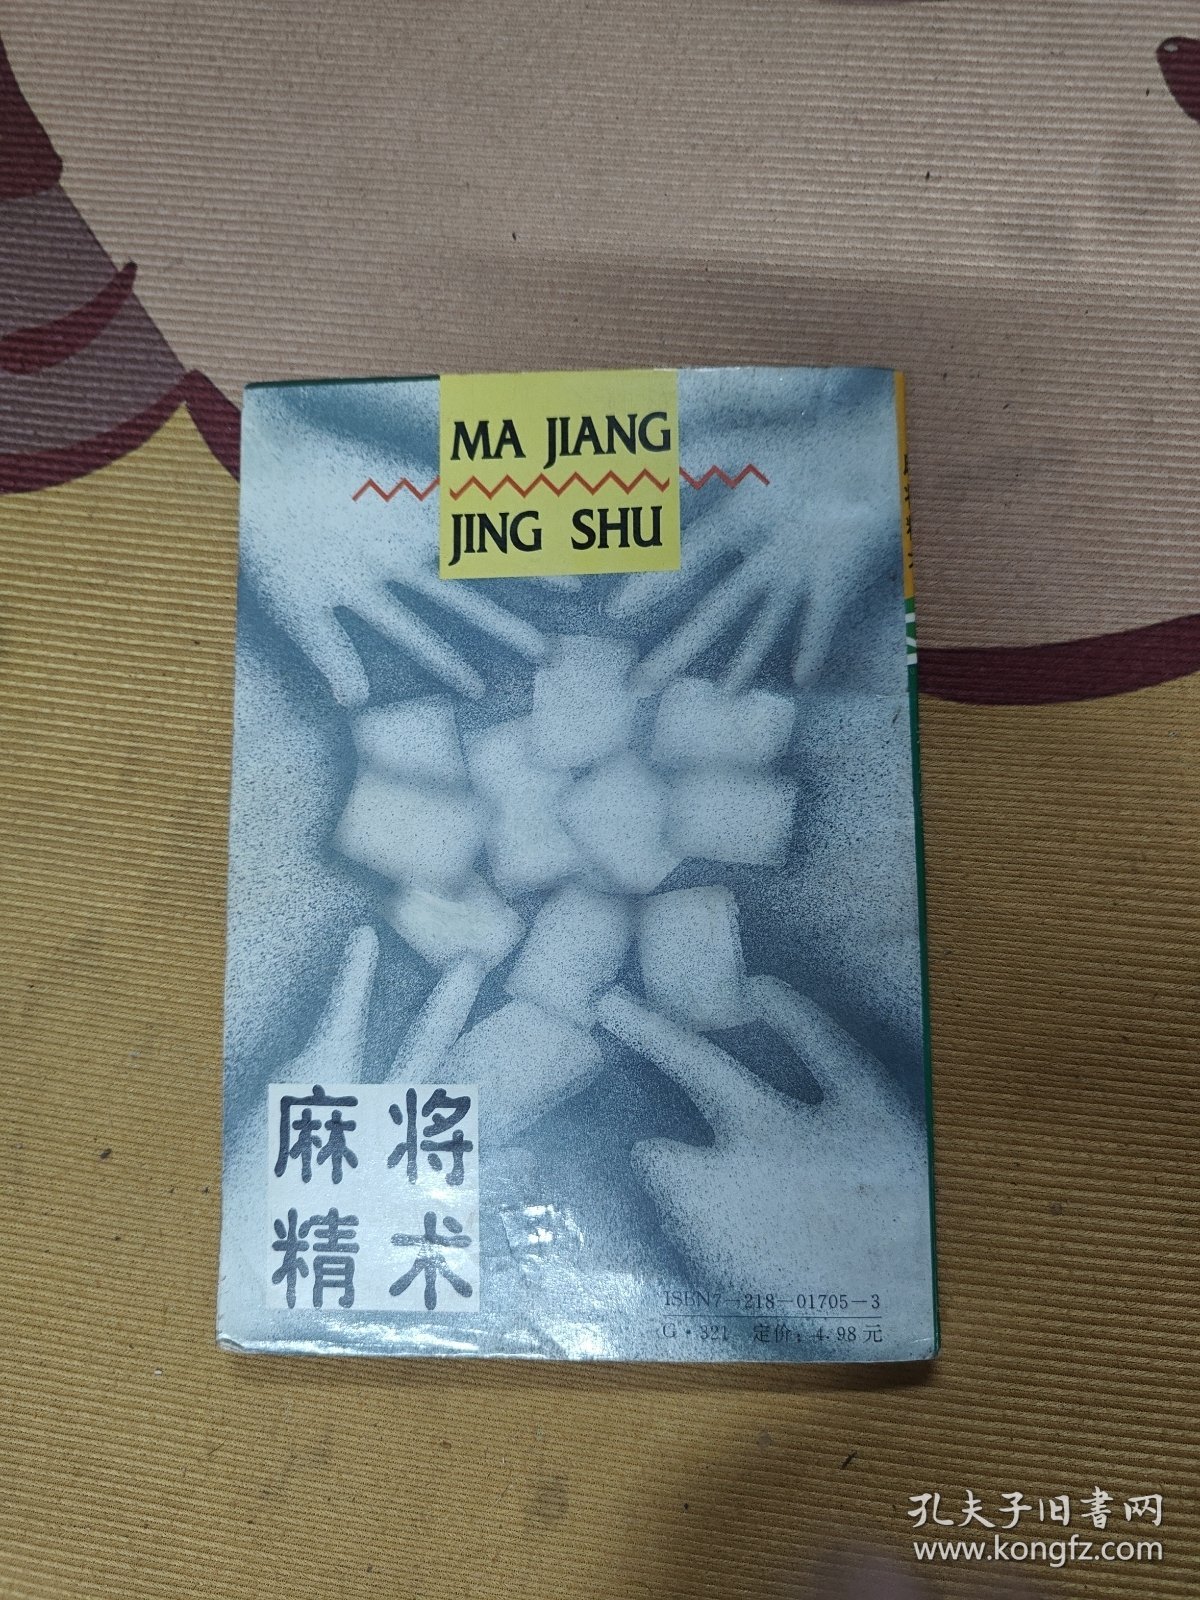 MA JIANG
JING SHU
麻将
精术
ISBN7-218-01705-3
G·321 定价：4.98元
孔夫子旧书网
www.kongfz.com